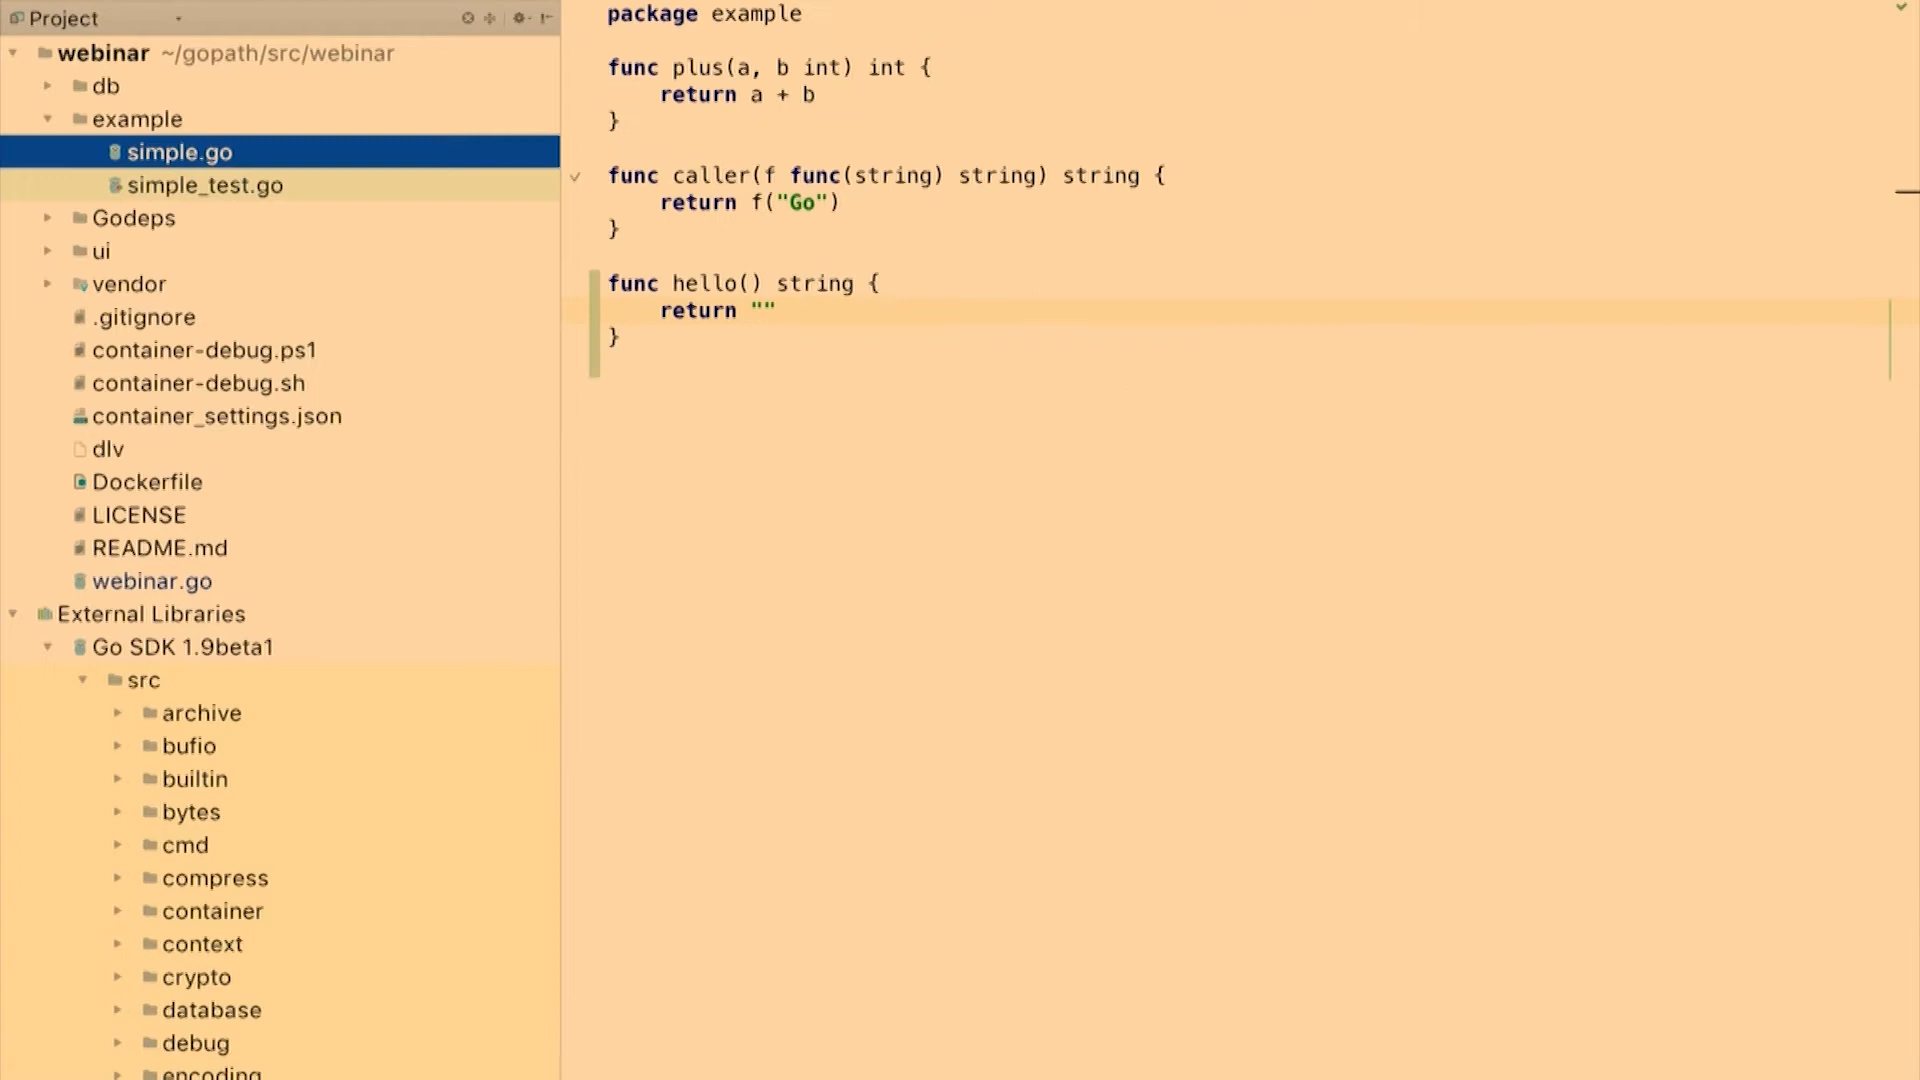 Project
webinar ~/gopath/src/webinar
db
example
simple.go
simple_test.go
Godeps
ui
vendor
.gitignore
container-debug.ps1
container-debug.sh
container_settings.json
dlv
Dockerfile
LICENSE
README.md
webinar.go
External Libraries
Go SDK 1.9beta1
src
archive
bufio
builtin
bytes
cmd
compress
container
context
crypto
database
debug
encoding
package example
func plus(a, b int) int {
return a + b
}
func caller(f func(string) string) string {
return f("Go")
}
func hello() string {
return ""
}